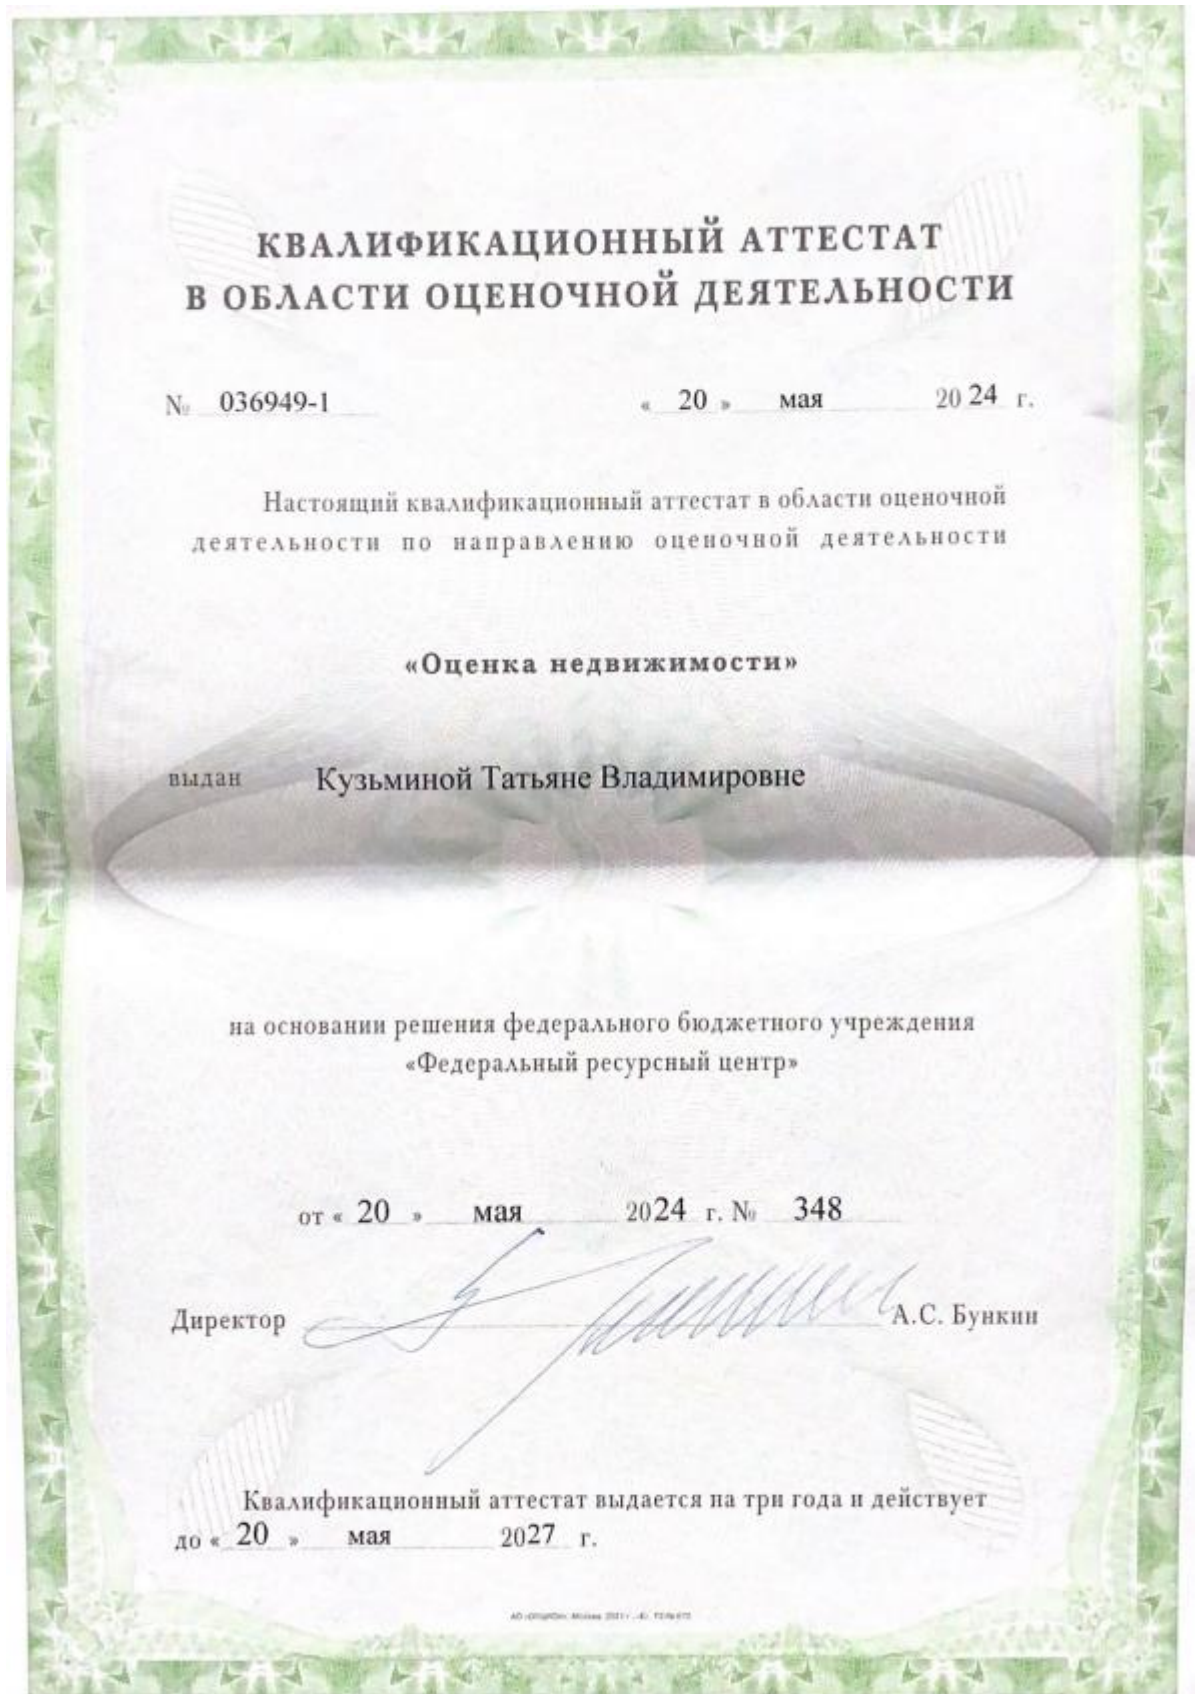 КВАЛИФИКАЦИОННЫЙ АТТЕСТАТ
В ОБЛАСТИ ОЦЕНОЧНОЙ ДЕЯТЕЛЬНОСТИ
№ 036949-1 « 20 » мая 2024 г.
Настоящий квалификационный аттестат в области оценочной
деятельности по направлению оценочной деятельности
«Оценка недвижимости»
выдан Кузьминой Татьяне Владимировне
на основании решения федерального бюджетного учреждения
«Федеральный ресурсный центр»
от « 20 » мая 2024 г. № 348
Директор А.С. Бункин
Квалификационный аттестат выдается на три года и действует
до « 20 » мая 2027 г.